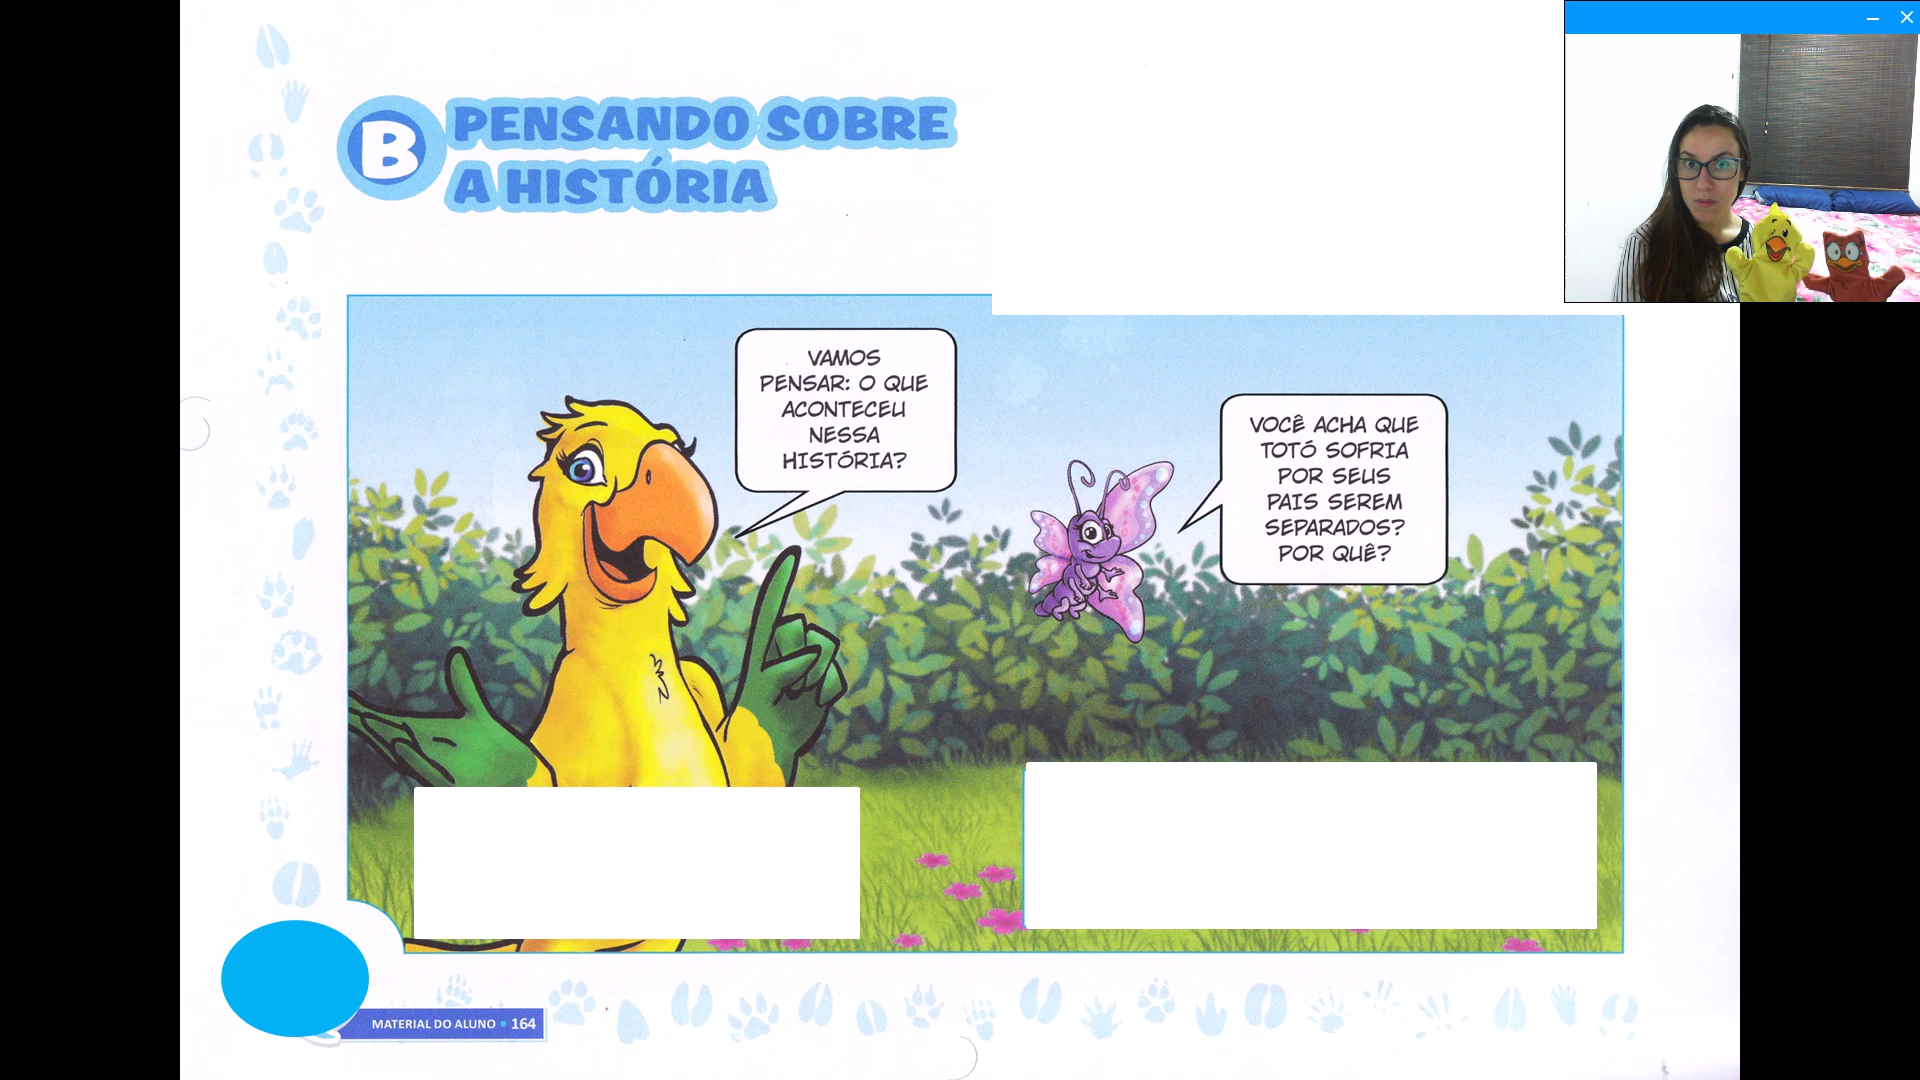 B
PENSANDO SOBRE
A HISTÓRIA
VAMOS
PENSAR: O QUE
ACONTECEU
NESSA
HISTÓRIA?
VOCÊ ACHA QUE
TOTÓ SOFRIA
POR SEUS
PAIS SEREM
SEPARADOS?
POR QUÊ?
MATERIAL DO ALUNO • 164